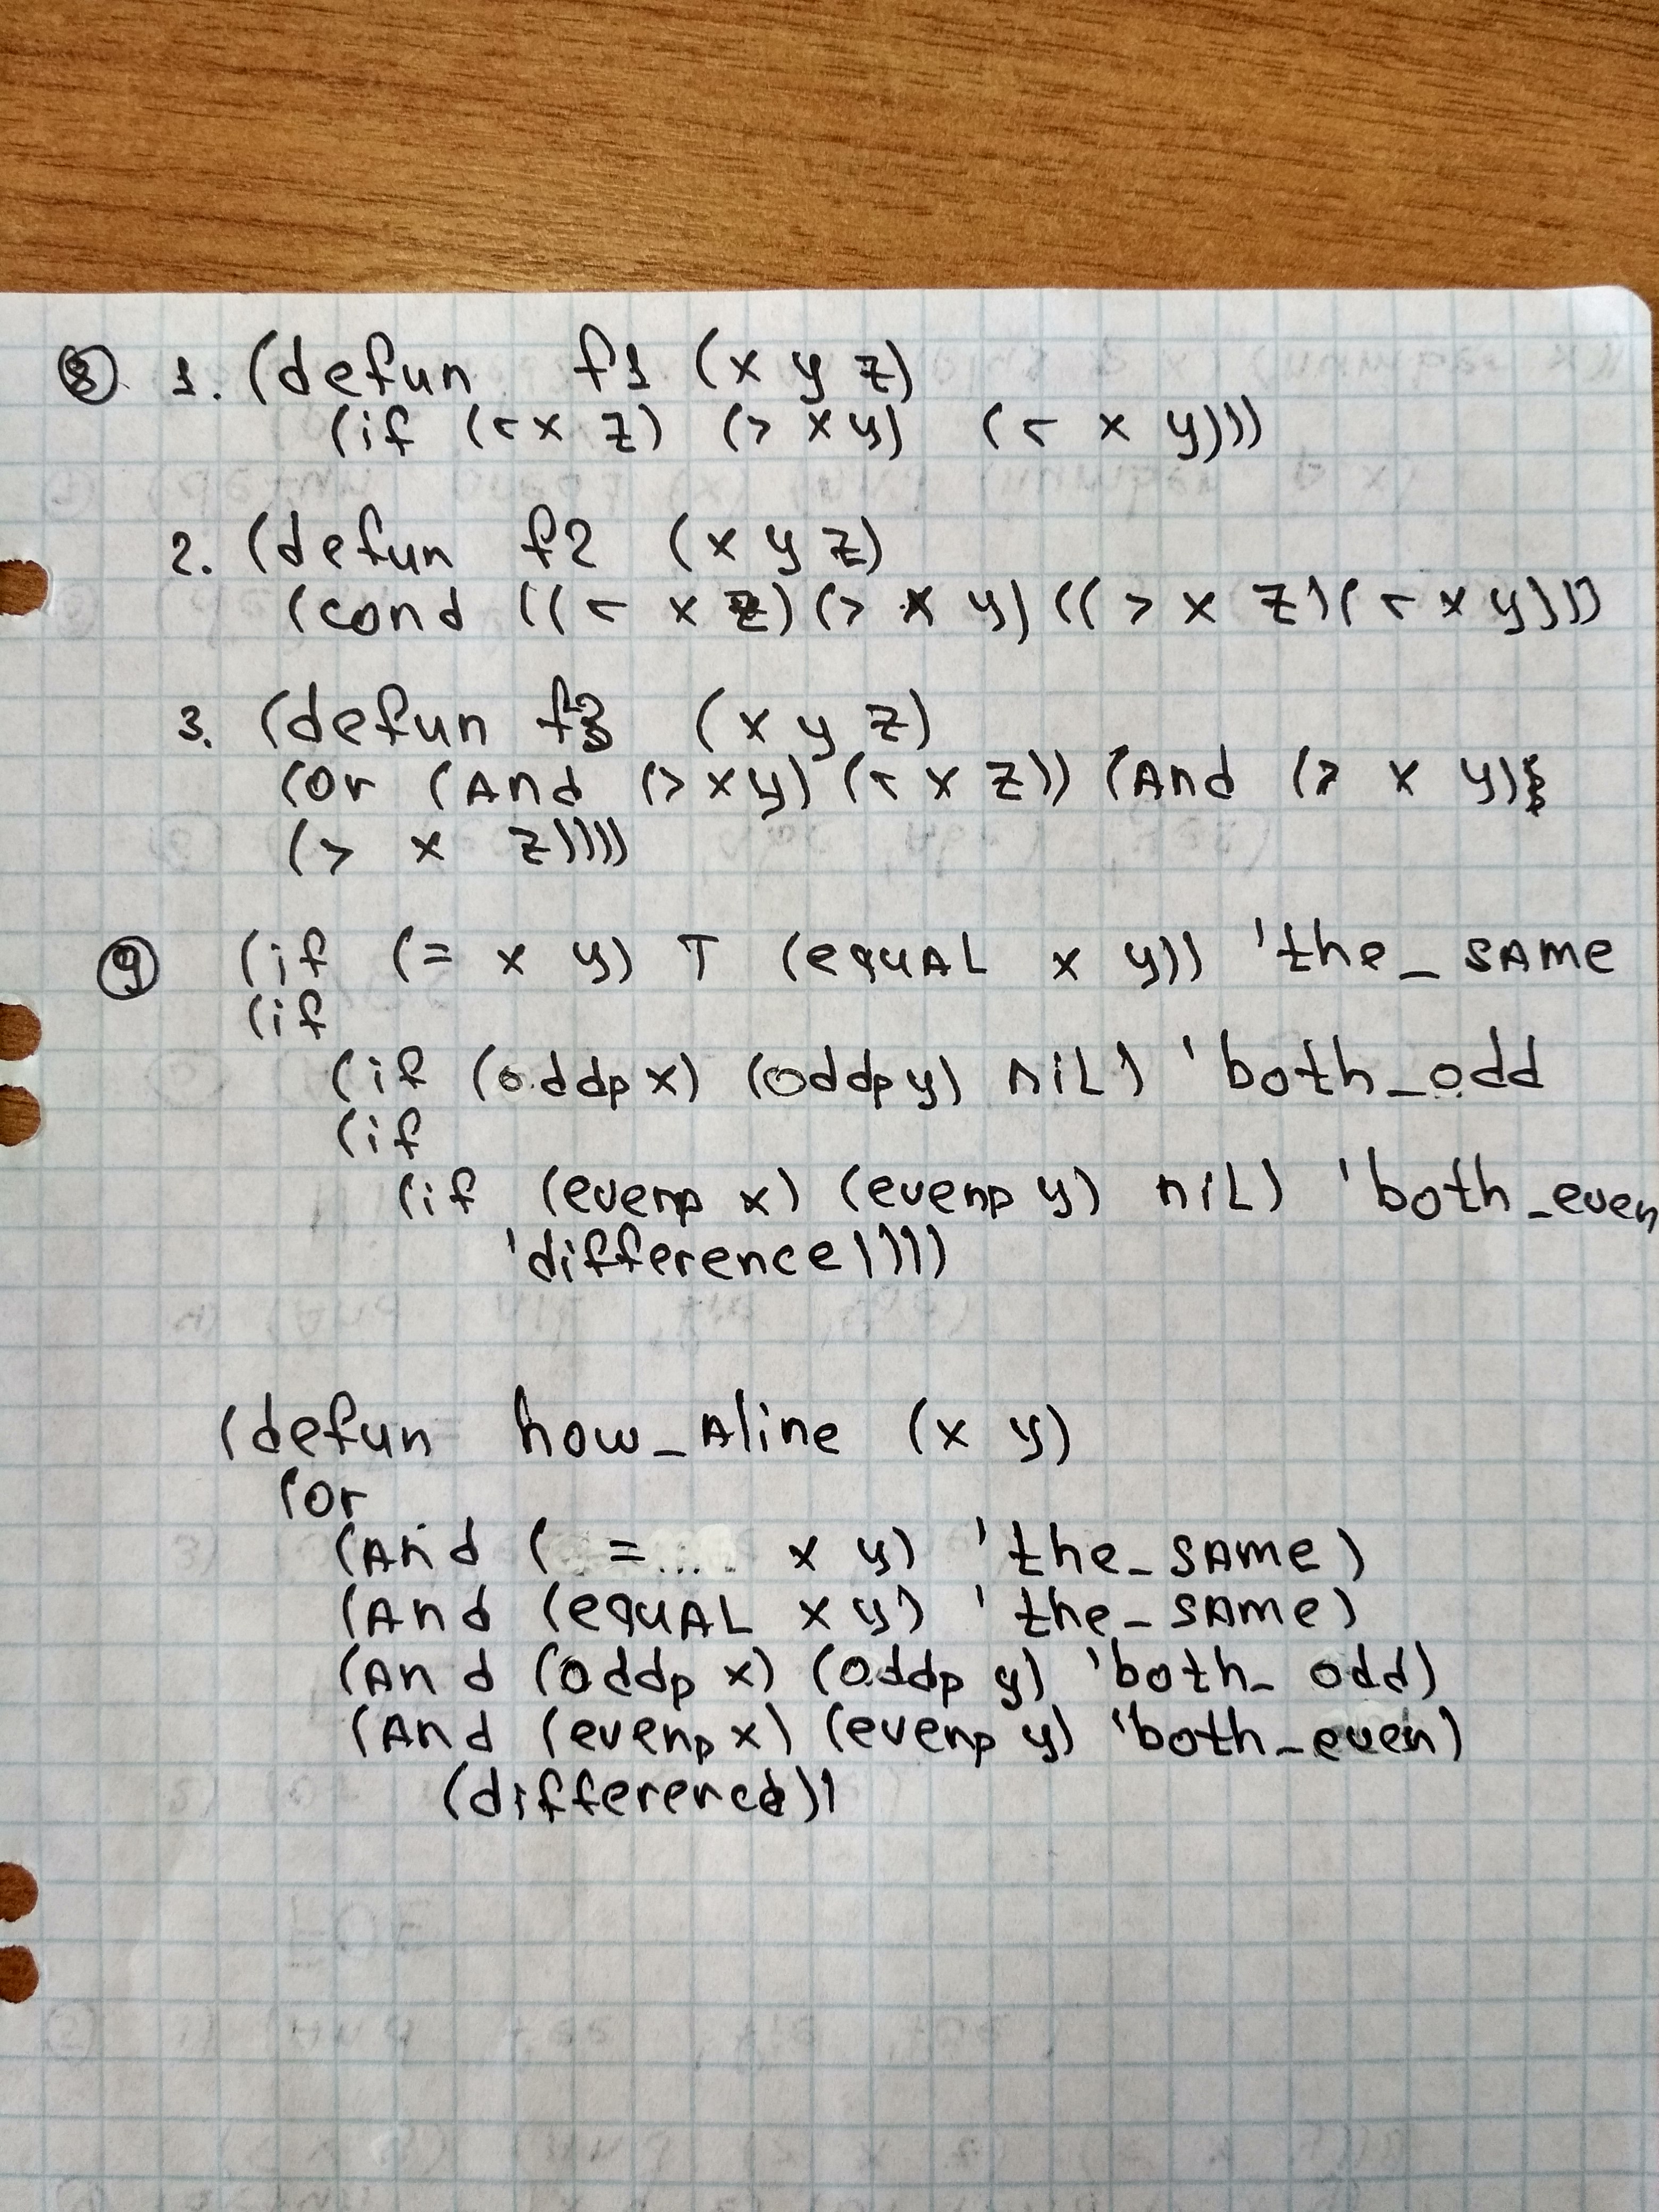 8 1. (defun f1 (x y z)
(if (< x z) (> x y) (< x y)))
2. (defun f2 (x y z)
(cond ((< x z) (> x y) ((> x z) (< x y)))
3. (defun f3 (x y z)
(or (And (> x y) (< x z)) (And (> x y)
(> x z))))
9 (if (= x y) T (equAL x y)) 'the_sAme
(if
(if (oddp x) (oddp y) niL) 'both_odd
(if
(if (evenp x) (evenp y) niL) 'both_even
'difference))))
(defun how_Aline (x y)
(or
(And ( = x y) 'the_sAme)
(And (equAL x y) 'the_sAme)
(And (oddp x) (oddp y) 'both_odd)
(And (evenp x) (evenp y) 'both_even)
(difference))